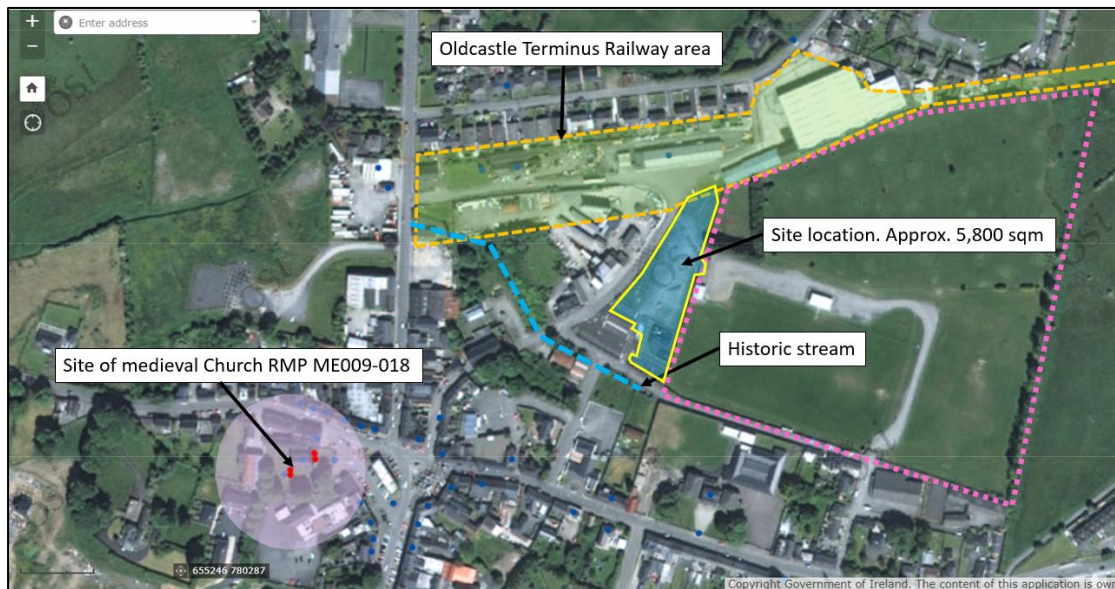 +
Enter address
−
Oldcastle Terminus Railway area
Site location. Approx. 5,800 sqm
Historic stream
Site of medieval Church RMP ME009-018
655246 780287
Copyright Government of Ireland. The content of this application is own